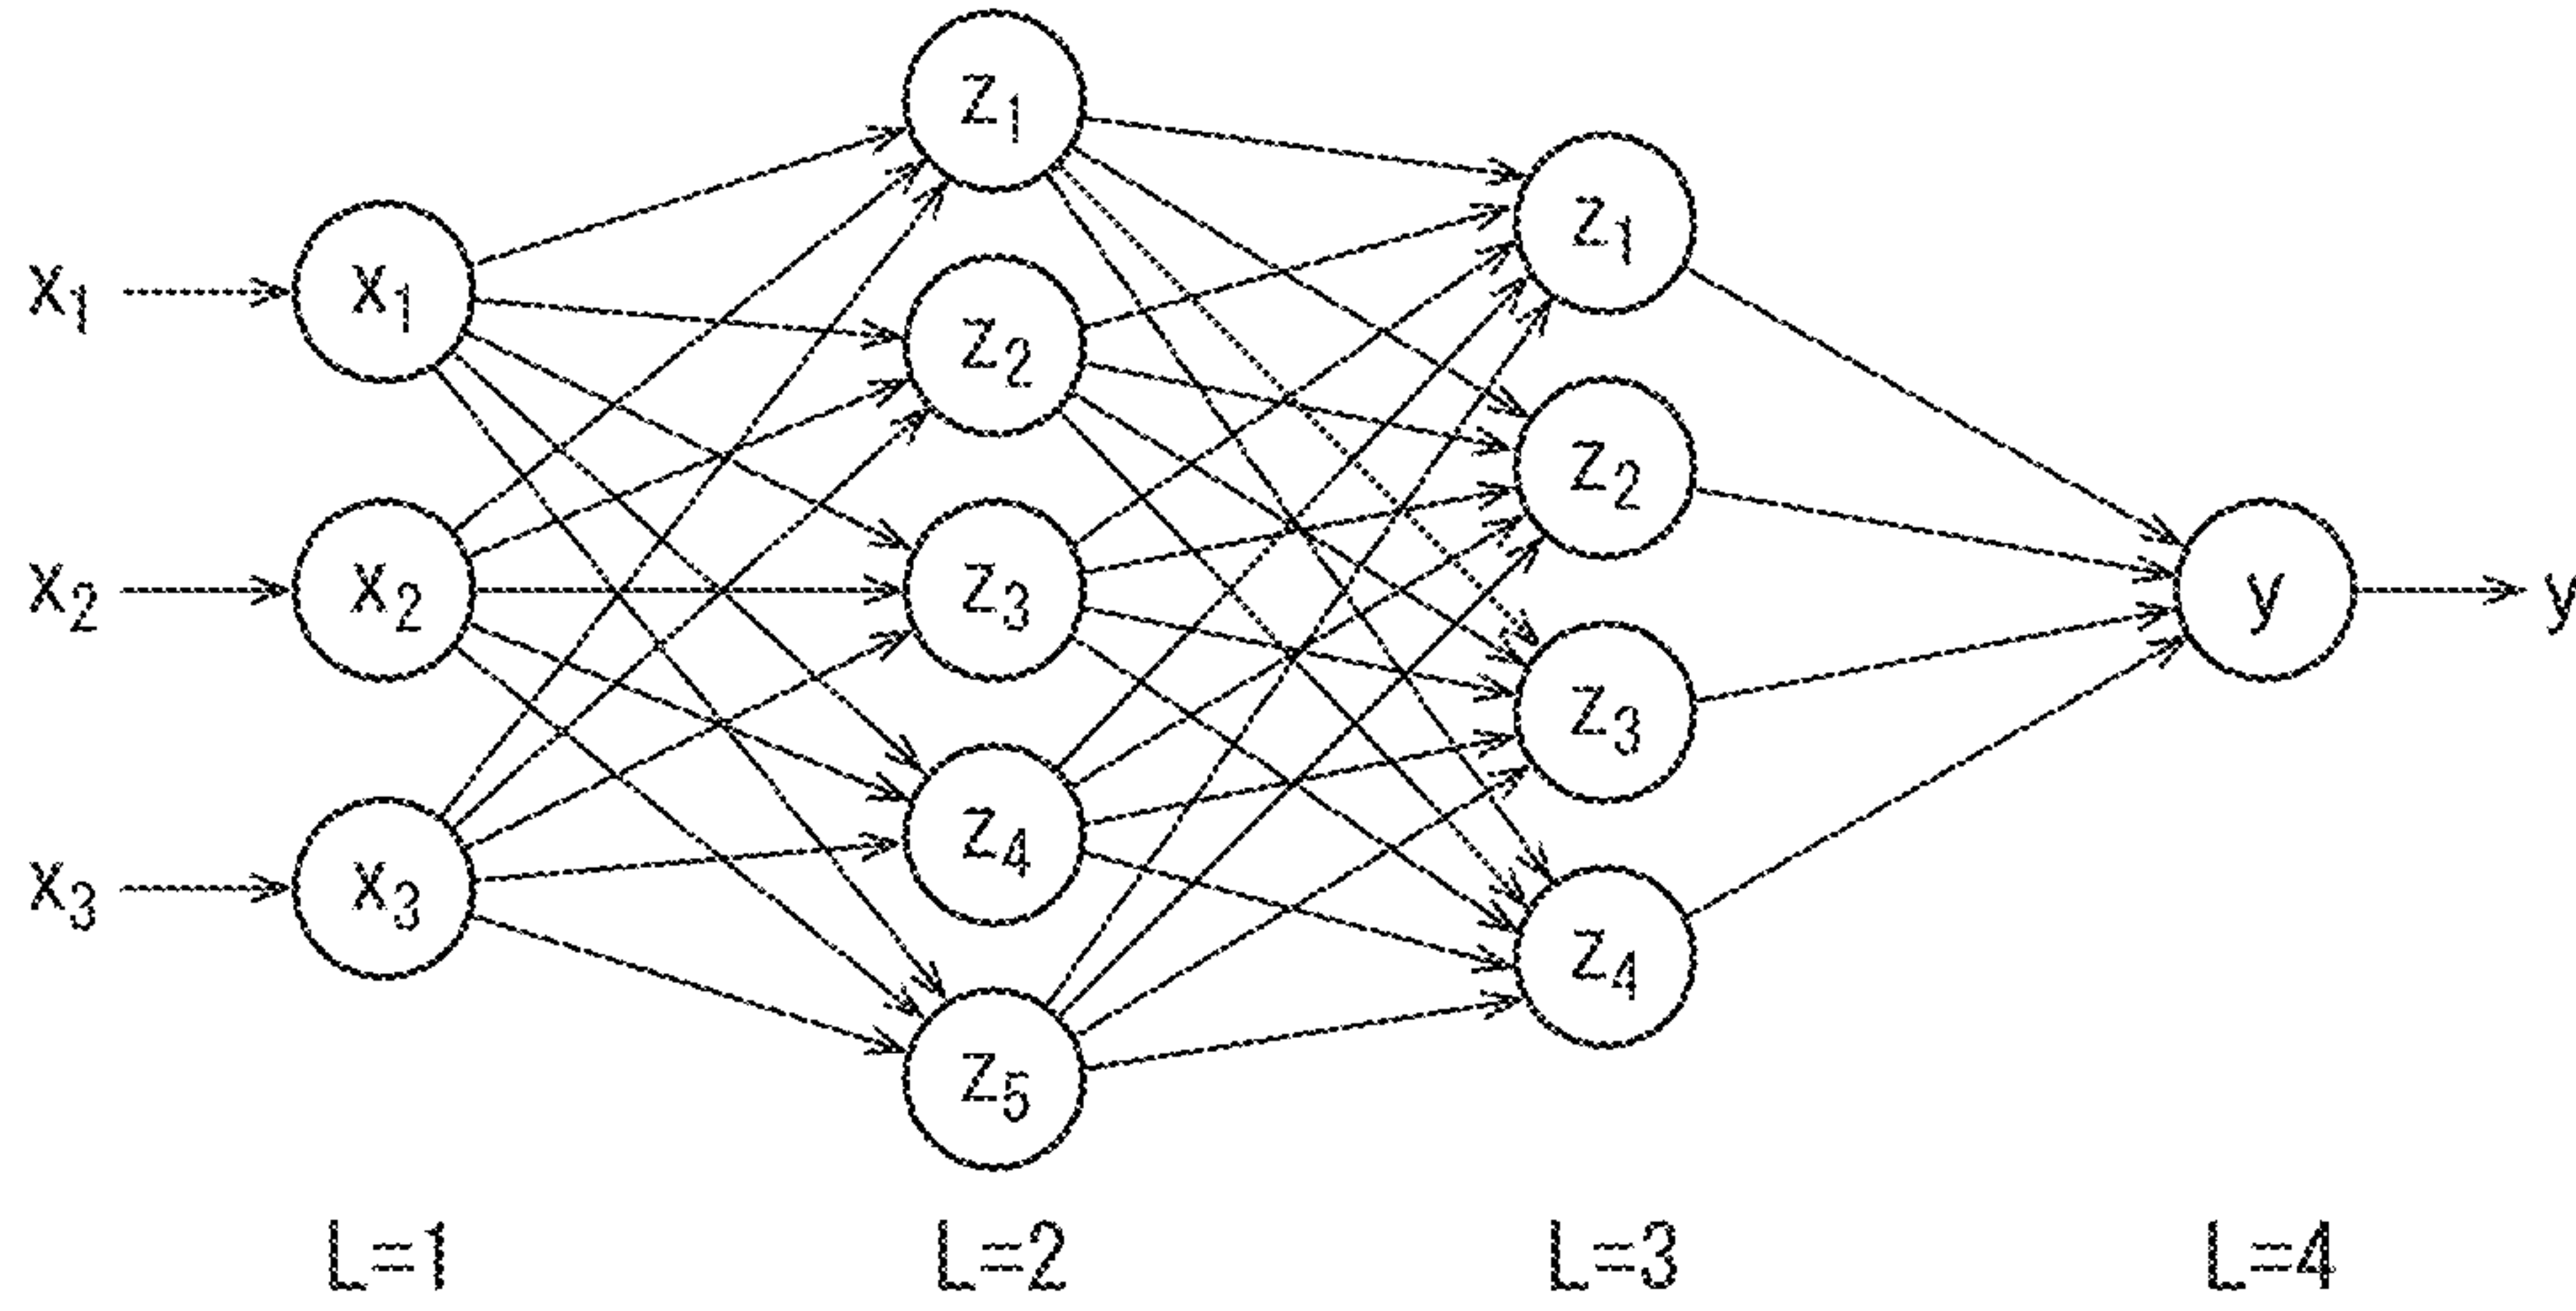 z₁
z₁
x₁ x₁
z₂
z₂
x₂ x₂ z₃ y y
z₃
z₄
x₃ x₃
z₄
z₅
L=1 L=2 L=3 L=4